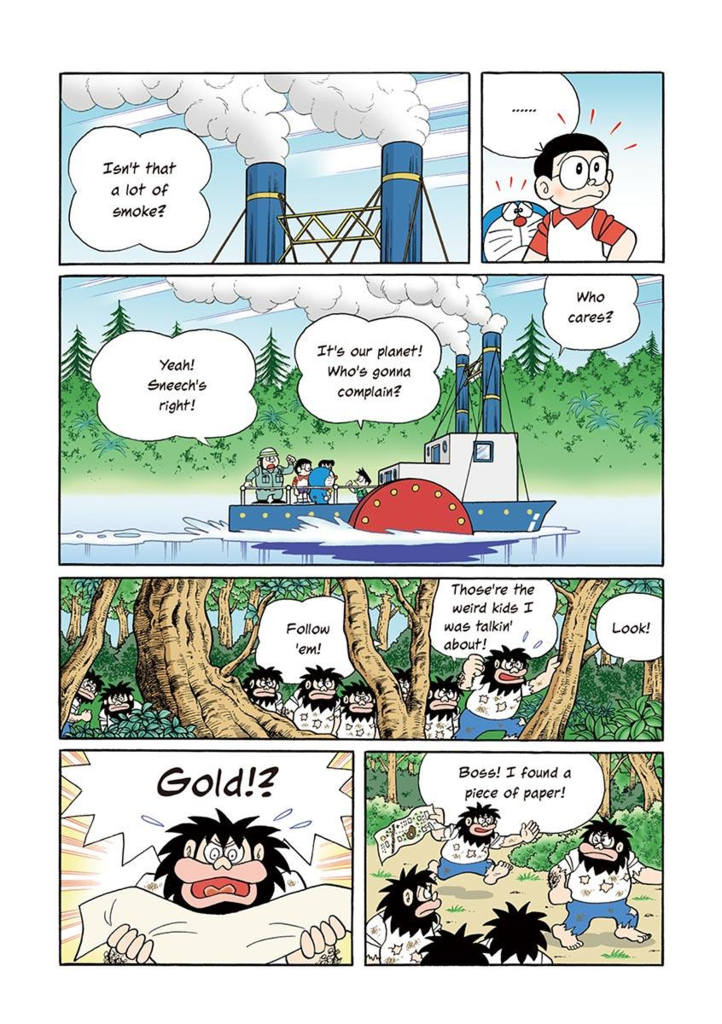 ......
Isn't that
a lot of
smoke?
Who
cares?
It's our planet!
Who's gonna
complain?
Yeah!
Sneech's
right!
Look!
Those're the
weird kids I
was talkin'
about!
Follow
'em!
Boss! I found a
piece of paper!
Gold!?